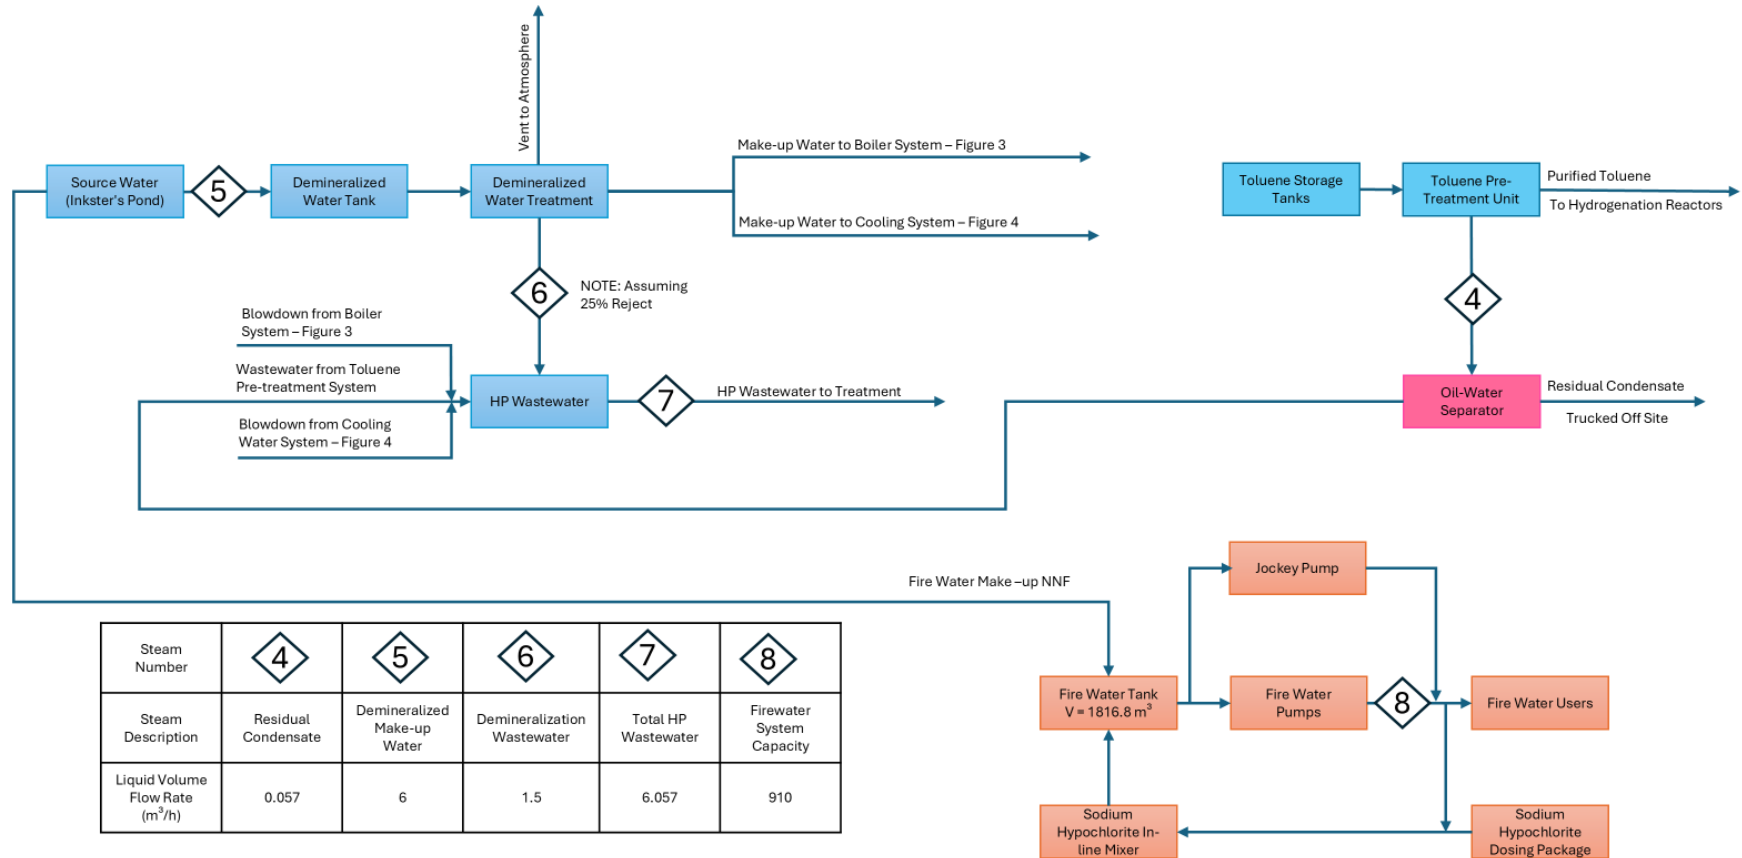 Vent to Atmosphere
Source Water
(Inkster's Pond)
5
Demineralized
Water Tank
Demineralized
Water Treatment
Make-up Water to Boiler System – Figure 3
Make-up Water to Cooling System – Figure 4
Toluene Storage
Tanks
Toluene Pre-
Treatment Unit
Purified Toluene
To Hydrogenation Reactors
6
NOTE: Assuming
25% Reject
4
Blowdown from Boiler
System – Figure 3
Wastewater from Toluene
Pre-treatment System
Blowdown from Cooling
Water System – Figure 4
HP Wastewater
7
HP Wastewater to Treatment
Oil-Water
Separator
Residual Condensate
Trucked Off Site
Fire Water Make –up NNF
Jockey Pump
Fire Water Tank
V = 1816.8 m³
Fire Water
Pumps
8
Fire Water Users
Sodium
Hypochlorite In-
line Mixer
Sodium
Hypochlorite
Dosing Package
Steam
Number
4
5
6
7
8
Steam
Description
Residual
Condensate
Demineralized
Make-up
Water
Demineralization
Wastewater
Total HP
Wastewater
Firewater
System
Capacity
Liquid Volume
Flow Rate
(m³/h)
0.057
6
1.5
6.057
910